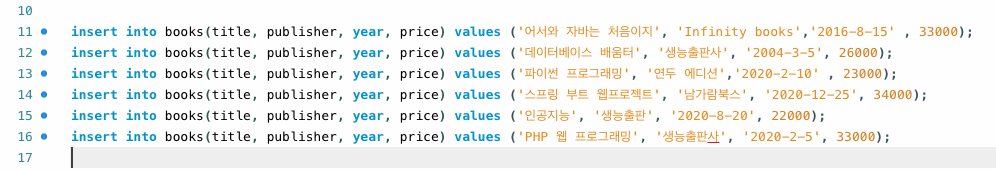 10
11 insert into books(title, publisher, year, price) values ('어서와 자바는 처음이지', 'Infinity books','2016-8-15' , 33000);
12 insert into books(title, publisher, year, price) values ('데이터베이스 배움터', '생능출판사', '2004-3-5', 26000);
13 insert into books(title, publisher, year, price) values ('파이썬 프로그래밍', '연두 에디션','2020-2-10' , 23000);
14 insert into books(title, publisher, year, price) values ('스프링 부트 웹프로젝트', '남가람북스', '2020-12-25', 34000);
15 insert into books(title, publisher, year, price) values ('인공지능', '생능출판', '2020-8-20', 22000);
16 insert into books(title, publisher, year, price) values ('PHP 웹 프로그래밍', '생능출판사', '2020-2-5', 33000);
17